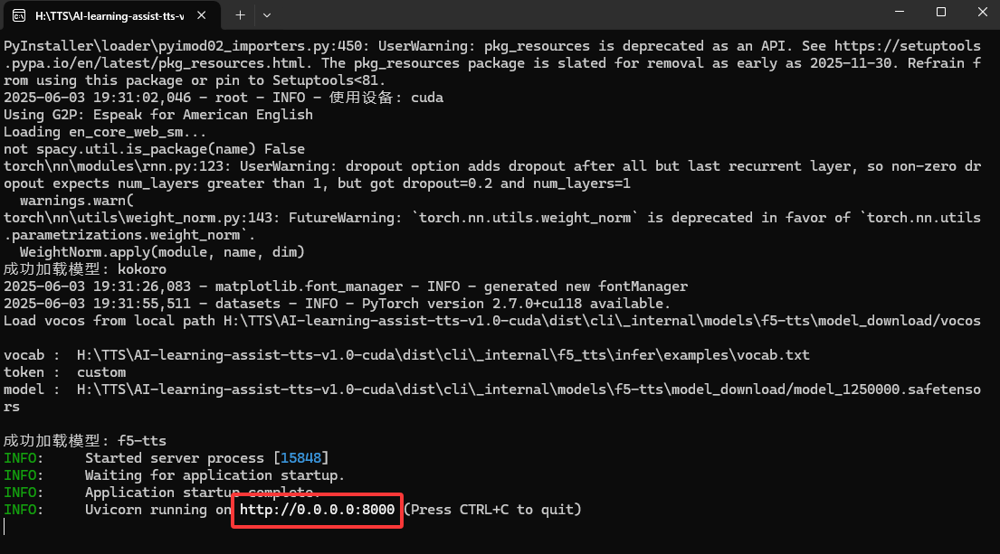 H:\TTS\AI-learning-assist-tts-v
PyInstaller\loader\pyimod02_importers.py:450: UserWarning: pkg_resources is deprecated as an API. See https://setuptools
.pypa.io/en/latest/pkg_resources.html. The pkg_resources package is slated for removal as early as 2025-11-30. Refrain f
rom using this package or pin to Setuptools<81.
2025-06-03 19:31:02,046 - root - INFO - 使用设备: cuda
Using G2P: Espeak for American English
Loading en_core_web_sm...
not spacy.util.is_package(name) False
torch\nn\modules\rnn.py:123: UserWarning: dropout option adds dropout after all but last recurrent layer, so non-zero dr
opout expects num_layers greater than 1, but got dropout=0.2 and num_layers=1
  warnings.warn(
torch\nn\utils\weight_norm.py:143: FutureWarning: `torch.nn.utils.weight_norm` is deprecated in favor of `torch.nn.utils
.parametrizations.weight_norm`.
  WeightNorm.apply(module, name, dim)
成功加载模型: kokoro
2025-06-03 19:31:26,083 - matplotlib.font_manager - INFO - generated new fontManager
2025-06-03 19:31:55,511 - datasets - INFO - PyTorch version 2.7.0+cu118 available.
Load vocos from local path H:\TTS\AI-learning-assist-tts-v1.0-cuda\dist\cli\_internal\models\f5-tts\model_download/vocos
vocab :  H:\TTS\AI-learning-assist-tts-v1.0-cuda\dist\cli\_internal\f5_tts\infer\examples\vocab.txt
token :  custom
model :  H:\TTS\AI-learning-assist-tts-v1.0-cuda\dist\cli\_internal\models\f5-tts\model_download/model_1250000.safetenso
rs
成功加载模型: f5-tts
INFO:     Started server process [15848]
INFO:     Waiting for application startup.
INFO:     Application startup complete.
INFO:     Uvicorn running on http://0.0.0.0:8000 (Press CTRL+C to quit)